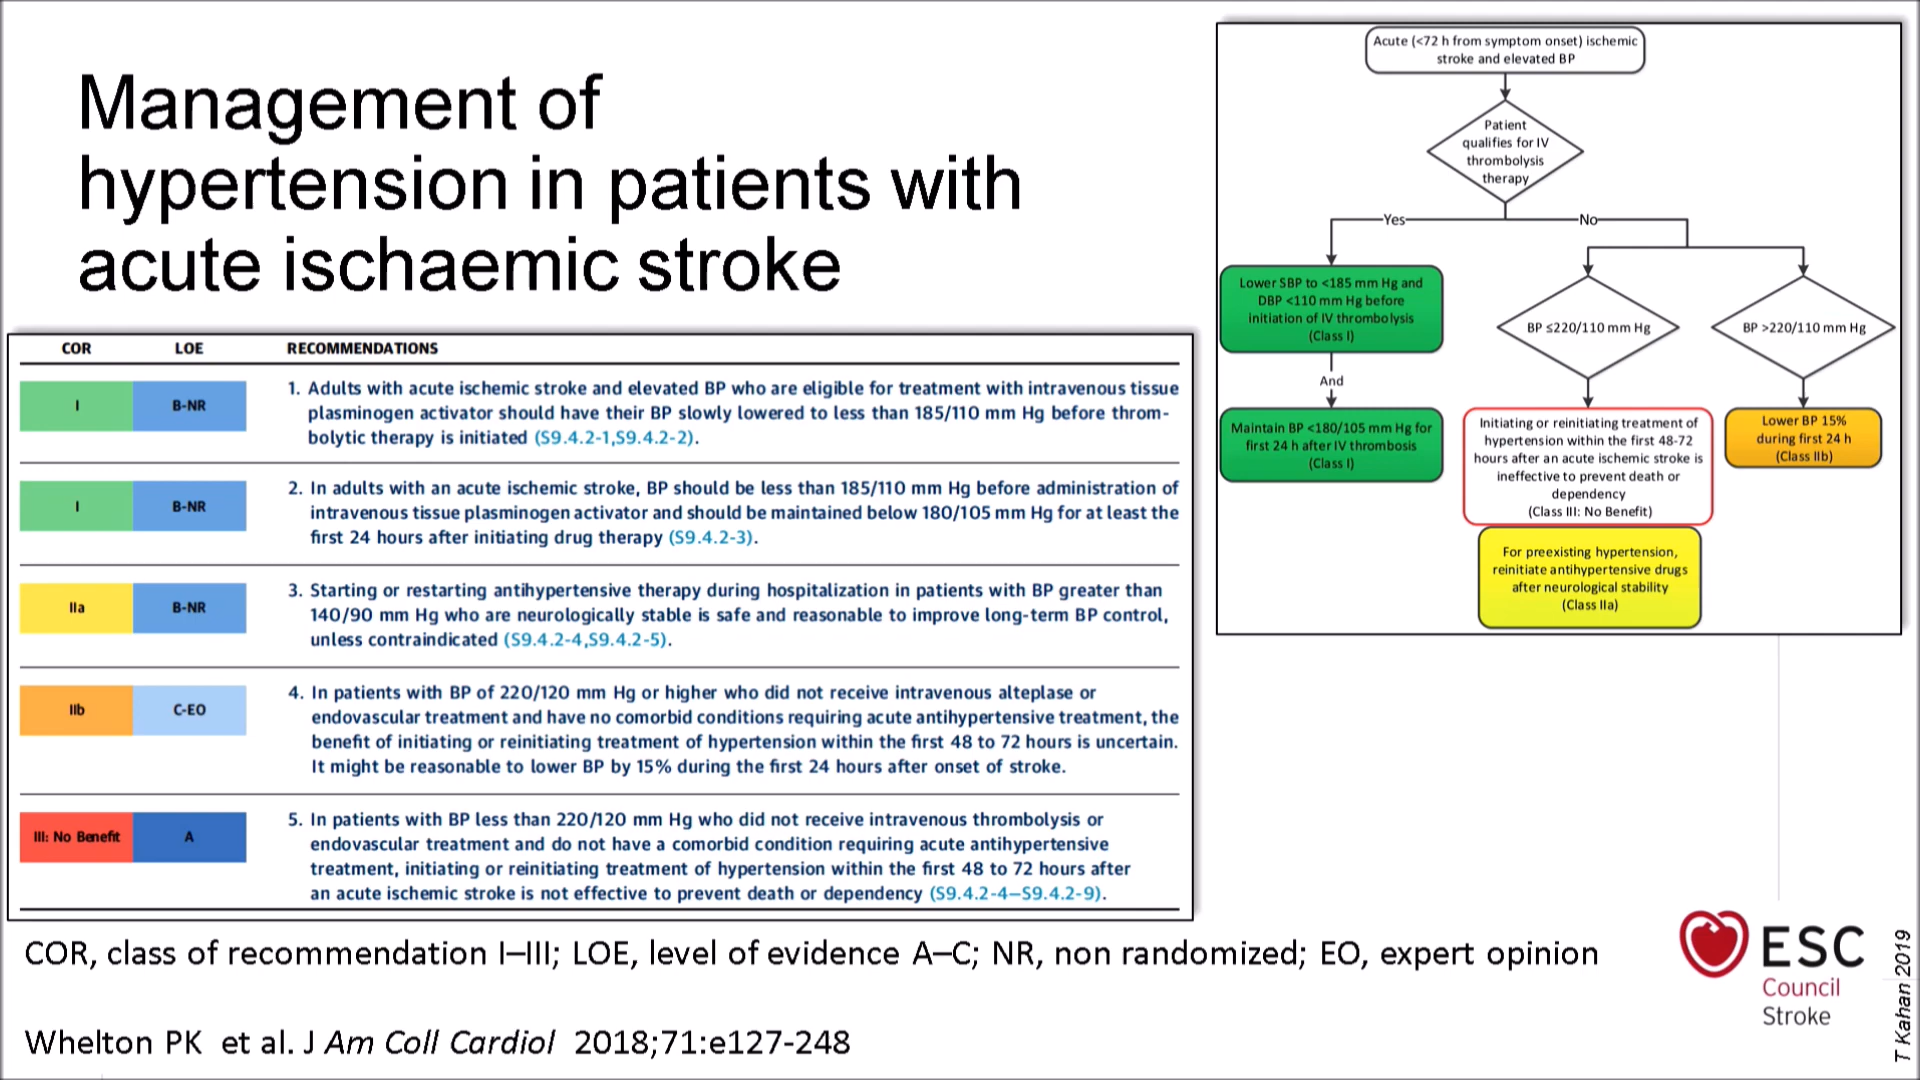 Management of
hypertension in patients with
acute ischaemic stroke
COR LOE RECOMMENDATIONS
I B-NR 1. Adults with acute ischemic stroke and elevated BP who are eligible for treatment with intravenous tissue
plasminogen activator should have their BP slowly lowered to less than 185/110 mm Hg before throm-
bolytic therapy is initiated (S9.4.2-1,S9.4.2-2).
I B-NR 2. In adults with an acute ischemic stroke, BP should be less than 185/110 mm Hg before administration of
intravenous tissue plasminogen activator and should be maintained below 180/105 mm Hg for at least the
first 24 hours after initiating drug therapy (S9.4.2-3).
IIa B-NR 3. Starting or restarting antihypertensive therapy during hospitalization in patients with BP greater than
140/90 mm Hg who are neurologically stable is safe and reasonable to improve long-term BP control,
unless contraindicated (S9.4.2-4,S9.4.2-5).
IIb C-EO 4. In patients with BP of 220/120 mm Hg or higher who did not receive intravenous alteplase or
endovascular treatment and have no comorbid conditions requiring acute antihypertensive treatment, the
benefit of initiating or reinitiating treatment of hypertension within the first 48 to 72 hours is uncertain.
It might be reasonable to lower BP by 15% during the first 24 hours after onset of stroke.
III: No Benefit A 5. In patients with BP less than 220/120 mm Hg who did not receive intravenous thrombolysis or
endovascular treatment and do not have a comorbid condition requiring acute antihypertensive
treatment, initiating or reinitiating treatment of hypertension within the first 48 to 72 hours after
an acute ischemic stroke is not effective to prevent death or dependency (S9.4.2-4–S9.4.2-9).
Acute (<72 h from symptom onset) ischemic
stroke and elevated BP
Patient
qualifies for IV
thrombolysis
therapy
Yes
No
Lower SBP to <185 mm Hg and
DBP <110 mm Hg before
initiation of IV thrombolysis
(Class I)
And
Maintain BP <180/105 mm Hg for
first 24 h after IV thrombosis
(Class I)
BP ≤220/110 mm Hg
Initiating or reinitiating treatment of
hypertension within the first 48-72
hours after an acute ischemic stroke is
ineffective to prevent death or
dependency
(Class III: No Benefit)
For preexisting hypertension,
reinitiate antihypertensive drugs
after neurological stability
(Class IIa)
BP >220/110 mm Hg
Lower BP 15%
during first 24 h
(Class IIb)
COR, class of recommendation I–III; LOE, level of evidence A–C; NR, non randomized; EO, expert opinion
Whelton PK et al. J Am Coll Cardiol 2018;71:e127-248
ESC
Council
Stroke
T Kahan 2019